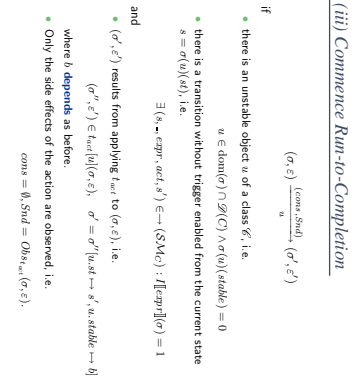 (iii) Commence Run-to-Completion
(σ, ε) —(cons, Snd)→_u (σ′, ε′)
if
• there is an unstable object u of a class 𝒞, i.e.
u ∈ dom(σ) ∩ 𝒟(C) ∧ σ(u)(stable) = 0
• there is a transition without trigger enabled from the current state
s = σ(u)(st), i.e.
∃ (s, _, expr, act, s′) ∈ → (SM_C) : I⟦expr⟧(σ) = 1
and
• (σ′, ε′) results from applying t_act to (σ, ε), i.e.
(σ′′, ε′) ∈ t_act[u](σ, ε), σ′ = σ′′[u.st ↦ s′, u.stable ↦ b]
where b depends as before.
• Only the side effects of the action are observed, i.e.
cons = ∅, Snd = Obs_{t_act}(σ, ε).